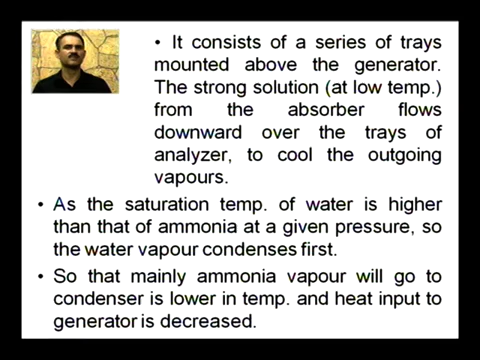 • It consists of a series of trays
mounted above the generator.
The strong solution (at low temp.)
from the absorber flows
downward over the trays of
analyzer, to cool the outgoing
vapours.
• As the saturation temp. of water is higher
than that of ammonia at a given pressure, so
the water vapour condenses first.
• So that mainly ammonia vapour will go to
condenser is lower in temp. and heat input to
generator is decreased.